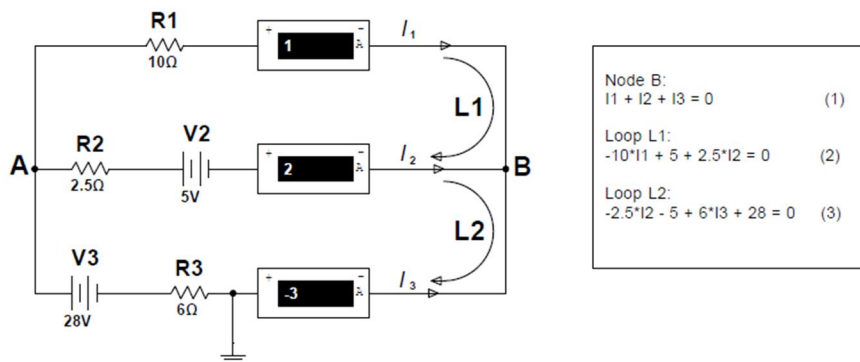 R1
10Ω
+ 1 − A
I1
L1
A
R2
2.5Ω
V2
5V
+ 2 − A
I2
B
L2
V3
28V
R3
6Ω
+ -3 − A
I3
Node B:
I1 + I2 + I3 = 0 (1)
Loop L1:
-10*I1 + 5 + 2.5*I2 = 0 (2)
Loop L2:
-2.5*I2 - 5 + 6*I3 + 28 = 0 (3)